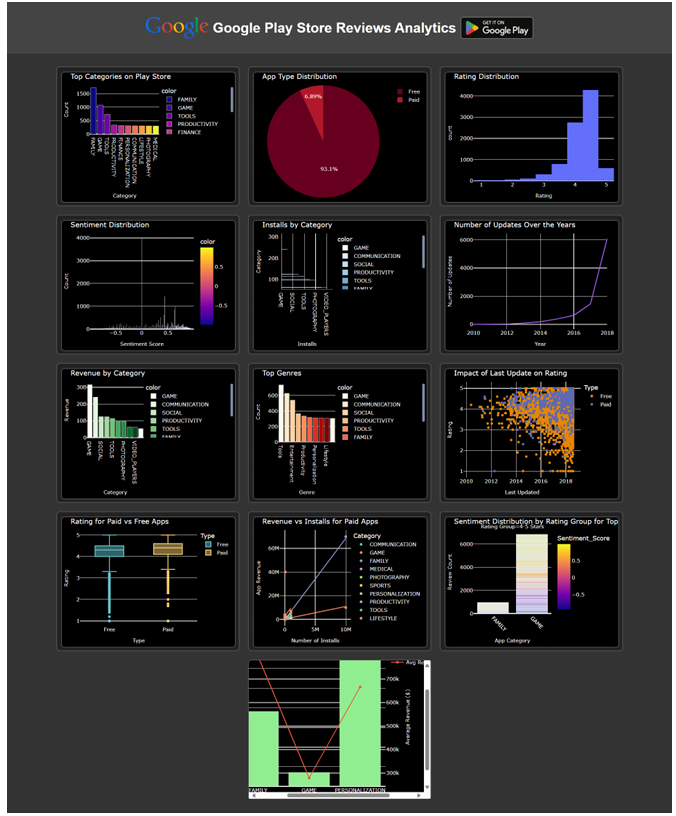 Google Google Play Store Reviews Analytics GET IT ON Google Play
Top Categories on Play Store
color
FAMILY
GAME
TOOLS
PRODUCTIVITY
FINANCE
1500
1000
500
0
Count
FAMILY
GAME
TOOLS
PRODUCTIVITY
FINANCE
PERSONALIZATION
COMMUNICATION
LIFESTYLE
PHOTOGRAPHY
MEDICAL
Category
App Type Distribution
6.89%
93.1%
Free
Paid
Rating Distribution
4000
3000
2000
1000
0
count
1 2 3 4 5
Rating
Sentiment Distribution
4000
3000
2000
1000
0
Count
−0.5 0 0.5
Sentiment Score
color
0.5
0
−0.5
Installs by Category
30B
20B
10B
Category
GAME
SOCIAL
TOOLS
PHOTOGRAPHY
VIDEO_PLAYERS
Installs
color
GAME
COMMUNICATION
SOCIAL
PRODUCTIVITY
TOOLS
FAMILY
Number of Updates Over the Years
6000
4000
2000
0
Number of Updates
2010 2012 2014 2016 2018
Year
Revenue by Category
30B
20B
10B
0
Revenue
GAME
SOCIAL
TOOLS
PHOTOGRAPHY
VIDEO_PLAYERS
Category
color
GAME
COMMUNICATION
SOCIAL
PRODUCTIVITY
TOOLS
FAMILY
Top Genres
600
400
200
0
Count
Tools
Entertainment
Productivity
Personalization
Lifestyle
Genre
color
GAME
COMMUNICATION
SOCIAL
PRODUCTIVITY
TOOLS
FAMILY
Impact of Last Update on Rating
5
4
3
2
1
Rating
2010 2012 2014 2016 2018
Last Updated
Type
Free
Paid
Rating for Paid vs Free Apps
5
4
3
2
1
Rating
Free Paid
Type
Type
Free
Paid
Revenue vs Installs for Paid Apps
60M
40M
20M
0
App Revenue
0 5M 10M
Number of Installs
Category
COMMUNICATION
GAME
FAMILY
MEDICAL
PHOTOGRAPHY
SPORTS
PERSONALIZATION
PRODUCTIVITY
TOOLS
LIFESTYLE
Sentiment Distribution by Rating Group for Top
Rating Group=4-5 Stars
6000
4000
2000
0
Review Count
FAMILY
GAME
App Category
Sentiment_Score
1
0
−1
Avg Re
700k
600k
500k
400k
300k
Average Revenue ($)
FAMILY GAME PERSONALIZATION